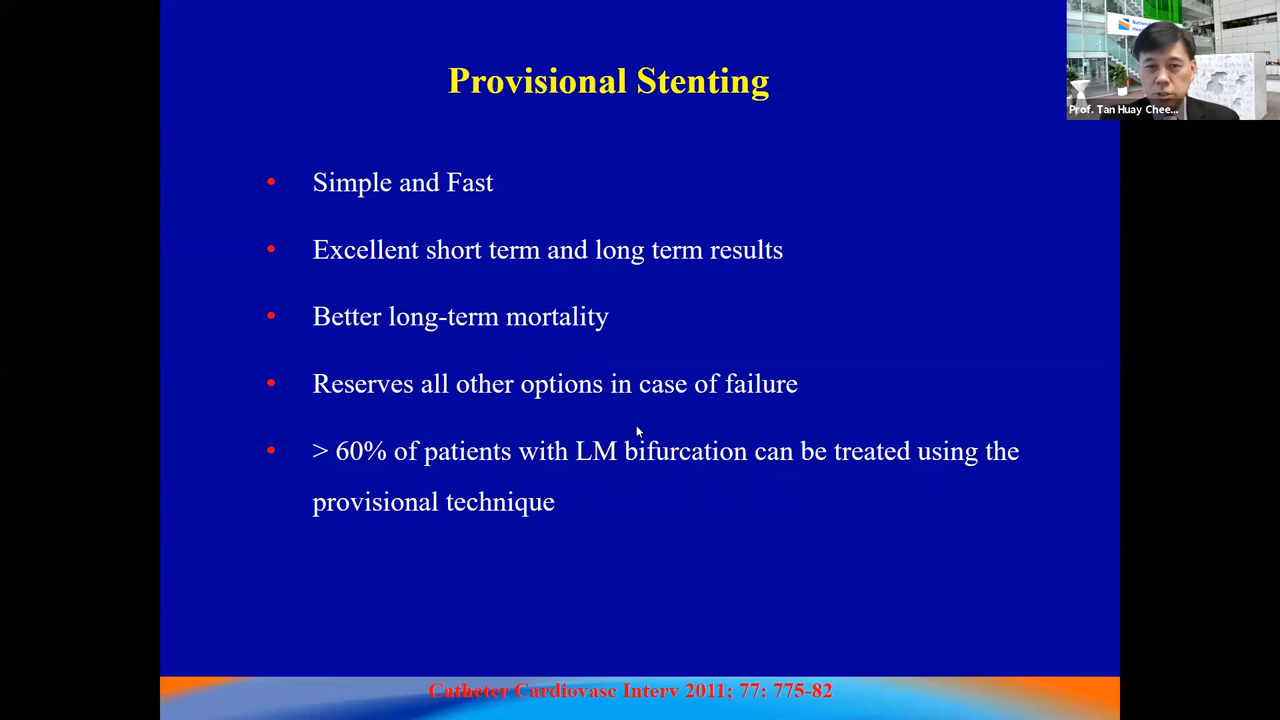 Provisional Stenting
• Simple and Fast
• Excellent short term and long term results
• Better long-term mortality
• Reserves all other options in case of failure
• > 60% of patients with LM bifurcation can be treated using the
provisional technique
Catheter Cardiovasc Interv 2011; 77: 775-82
Prof. Tan Huay Chee...